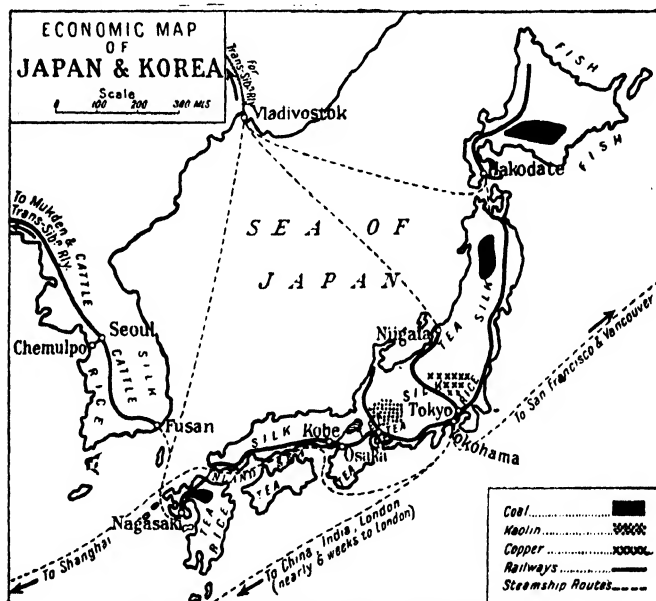 ECONOMIC MAP
OF
JAPAN & KOREA
Scale
0 100 200 300 MLS
for
Trans-Sibn Rly.
Vladivostok
FISH
FISH
Hakodate
To Mukden &
Trans-Sibn Rly.
CATTLE
SEA OF
JAPAN
SILK
TEA
Niigata
Seoul
Chemulpo
CATTLE
SILK
RICE
Fusan
SILK
RICE
Tokyo
TEA
Yokohama
To San Francisco & Vancouver
SILK
Kobe
Osaka
INLAND SEA
TEA
TEA
Nagasaki
TEA
RICE
To Shanghai
To China, India, London
(nearly 6 weeks to London)
Coal
Kaolin
Copper
Railways
Steamship Routes